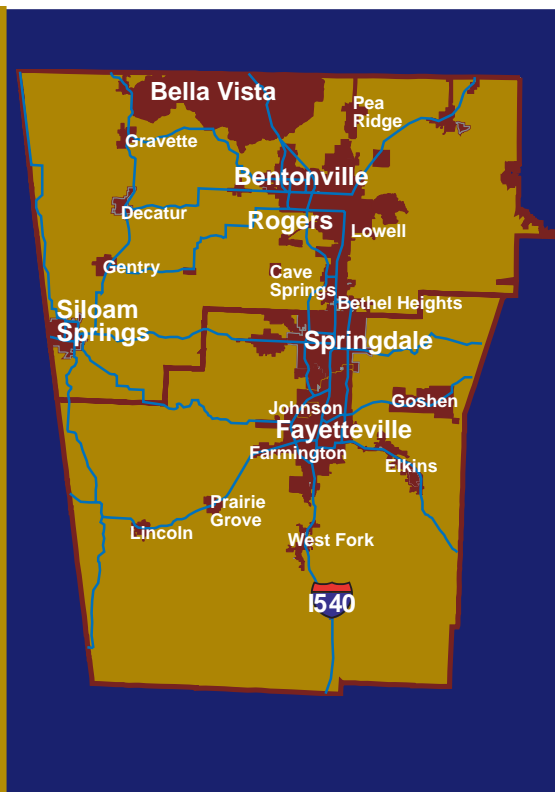 Bella Vista
Pea
Ridge
Gravette
Bentonville
Decatur
Rogers
Lowell
Gentry
Cave
Springs
Bethel Heights
Siloam
Springs
Springdale
Johnson
Goshen
Fayetteville
Farmington
Elkins
Prairie
Grove
Lincoln
West Fork
I540